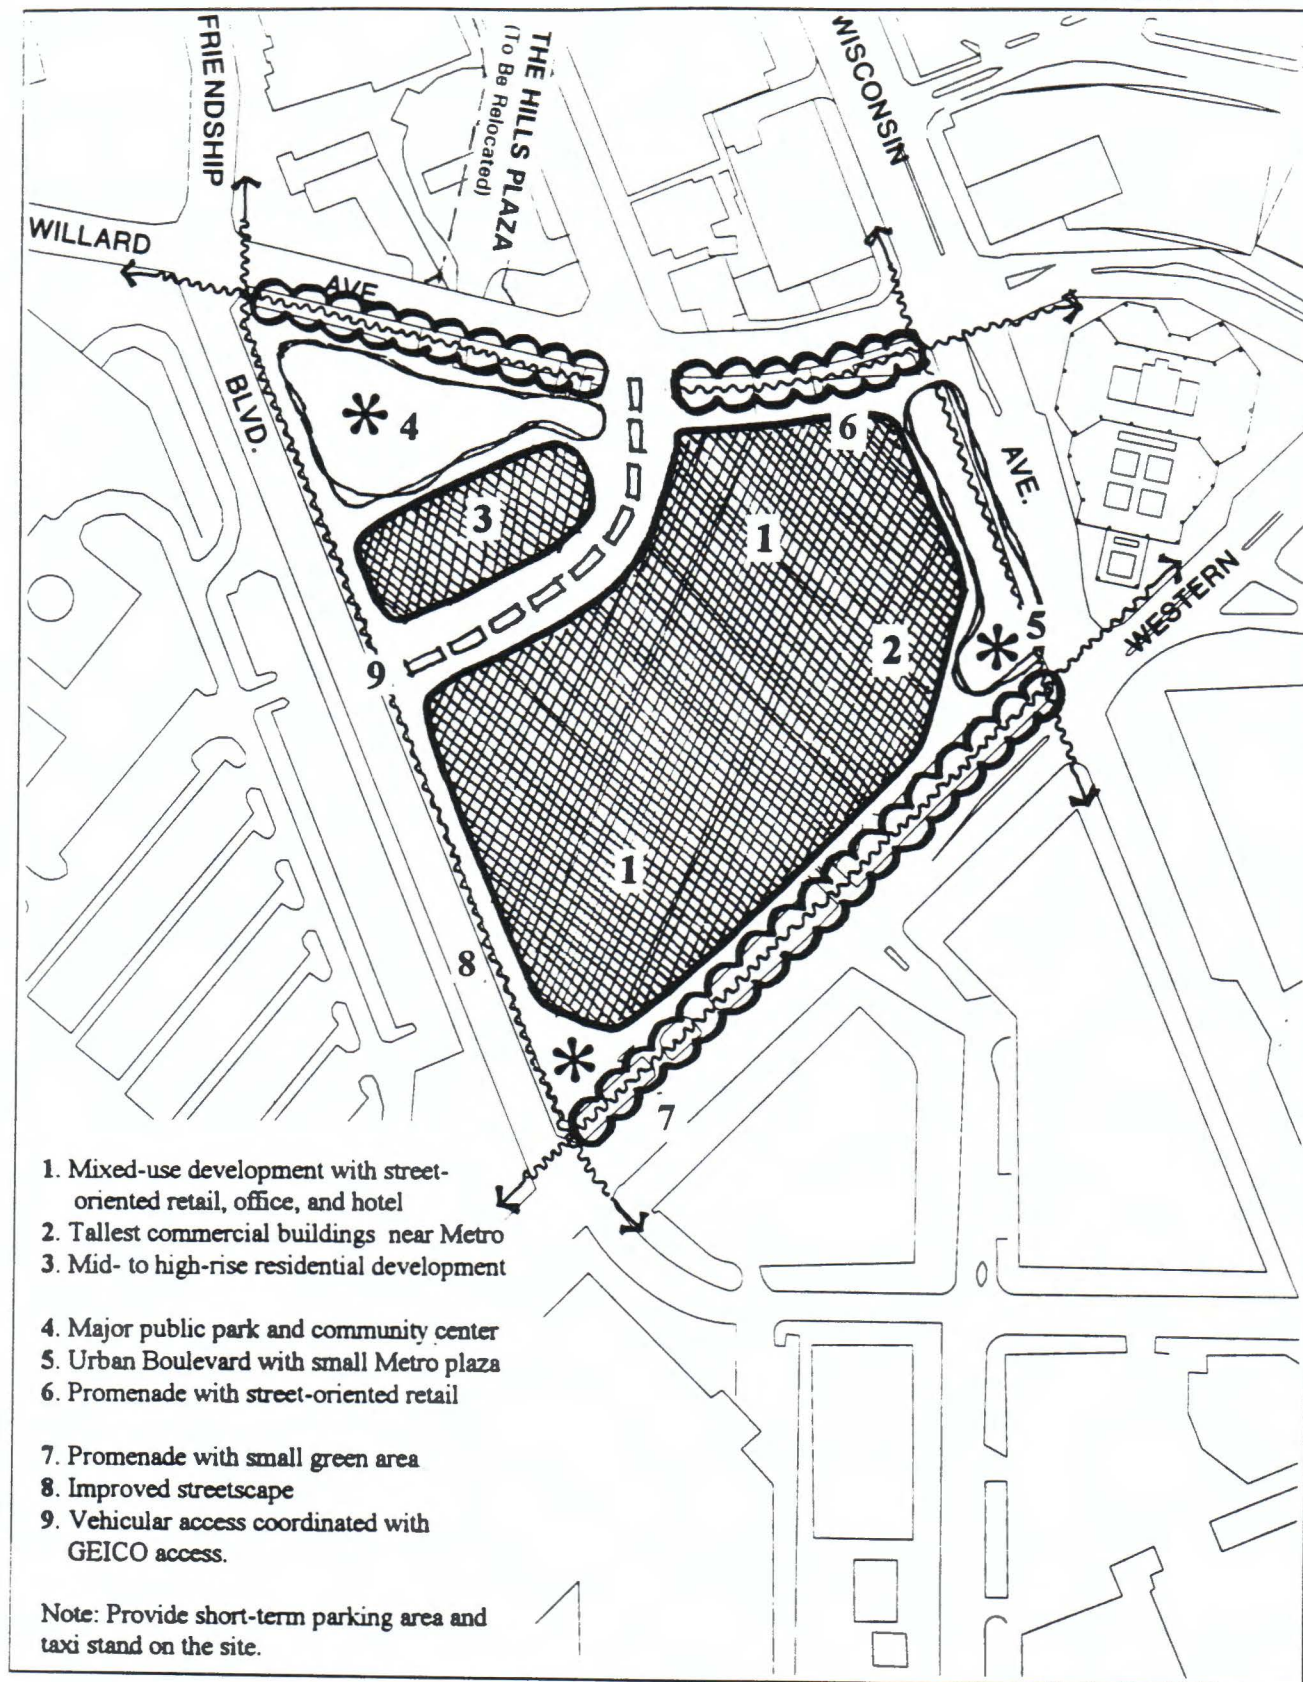 FRIENDSHIP
THE HILLS PLAZA
(To Be Relocated)
WISCONSIN
WILLARD
AVE
BLVD.
4
6
AVE.
3
1
5
WESTERN
2
9
1
8
7
1. Mixed-use development with street-
oriented retail, office, and hotel
2. Tallest commercial buildings near Metro
3. Mid- to high-rise residential development
4. Major public park and community center
5. Urban Boulevard with small Metro plaza
6. Promenade with street-oriented retail
7. Promenade with small green area
8. Improved streetscape
9. Vehicular access coordinated with
GEICO access.
Note: Provide short-term parking area and
taxi stand on the site.